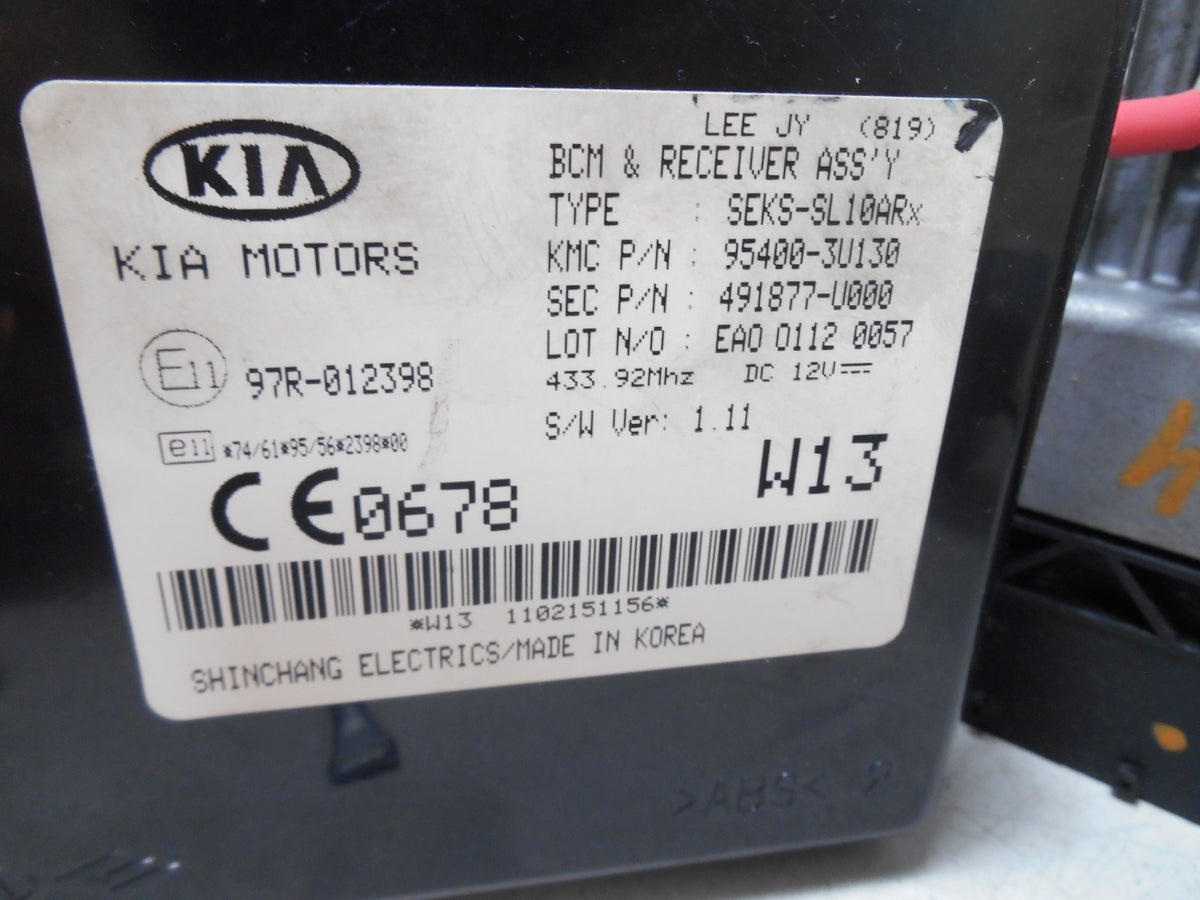 KIA
KIA MOTORS
LEE JY (819)
BCM & RECEIVER ASS'Y
TYPE : SEKS-SL10ARx
KMC P/N : 95400-3U130
SEC P/N : 491877-U000
LOT N/O : EAO 0112 0057
433.92Mhz DC 12V
S/W Ver: 1.11
E11 97R-012398
e11 *74/61*95/56*2398*00
CE0678
W13
*W13 1102151156*
SHINCHANG ELECTRICS/MADE IN KOREA
>ABS<